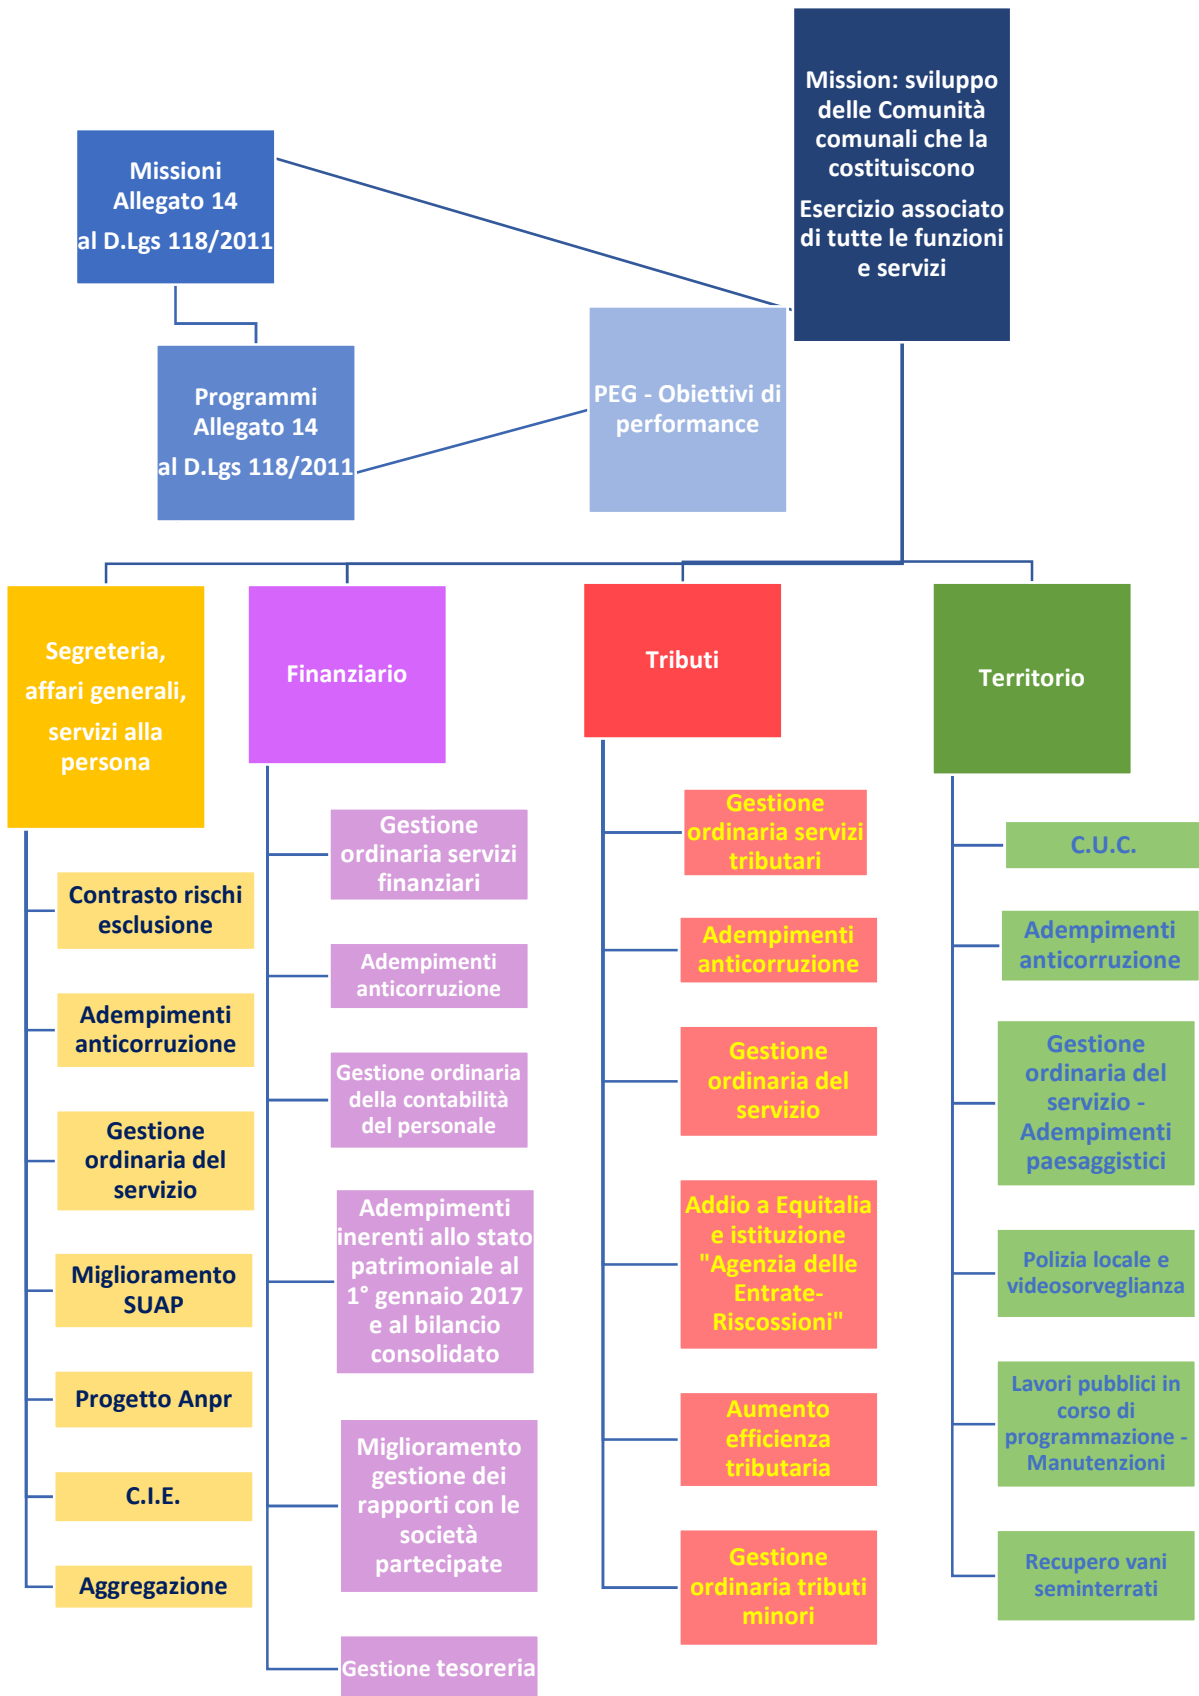 Mission: sviluppo
delle Comunità
comunali che la
costituiscono
Esercizio associato
di tutte le funzioni
e servizi
Missioni
Allegato 14
al D.Lgs 118/2011
Programmi
Allegato 14
al D.Lgs 118/2011
PEG - Obiettivi di
performance
Segreteria,
affari generali,
servizi alla
persona
Contrasto rischi
esclusione
Adempimenti
anticorruzione
Gestione
ordinaria del
servizio
Miglioramento
SUAP
Progetto Anpr
C.I.E.
Aggregazione
Finanziario
Gestione
ordinaria servizi
finanziari
Adempimenti
anticorruzione
Gestione ordinaria
della contabilità
del personale
Adempimenti
inerenti allo stato
patrimoniale al
1° gennaio 2017
e al bilancio
consolidato
Miglioramento
gestione dei
rapporti con le
società
partecipate
Gestione tesoreria
Tributi
Gestione
ordinaria servizi
tributari
Adempimenti
anticorruzione
Gestione
ordinaria del
servizio
Addio a Equitalia
e istituzione
"Agenzia delle
Entrate-
Riscossioni"
Aumento
efficienza
tributaria
Gestione
ordinaria tributi
minori
Territorio
C.U.C.
Adempimenti
anticorruzione
Gestione
ordinaria del
servizio -
Adempimenti
paesaggistici
Polizia locale e
videosorveglianza
Lavori pubblici in
corso di
programmazione -
Manutenzioni
Recupero vani
seminterrati